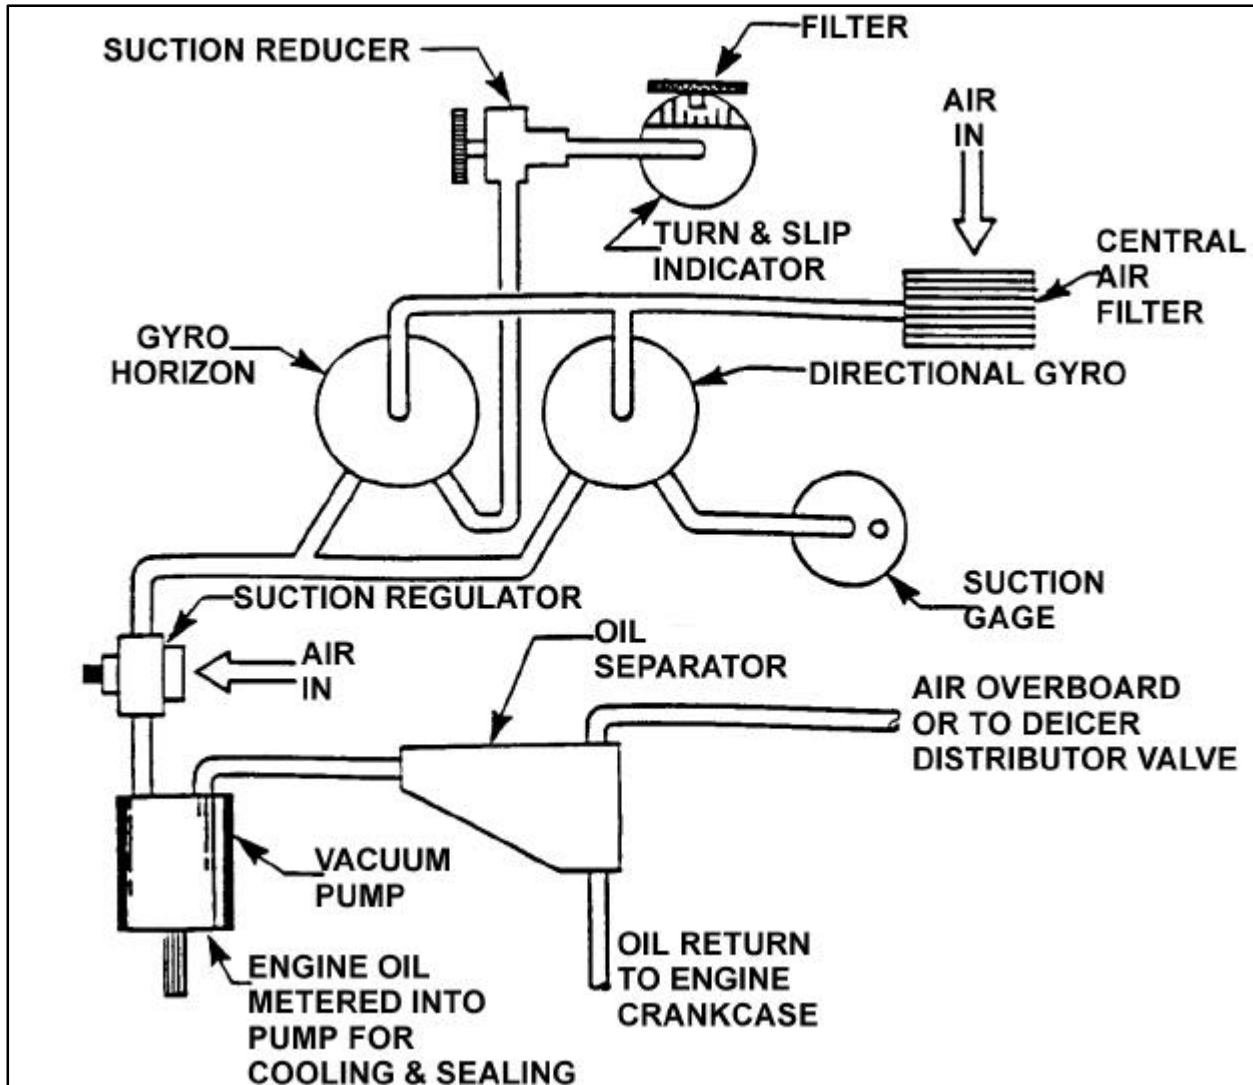 FILTER
SUCTION REDUCER
AIR
IN
TURN & SLIP
INDICATOR
CENTRAL
AIR
FILTER
GYRO
HORIZON
DIRECTIONAL GYRO
SUCTION
GAGE
SUCTION REGULATOR
AIR
IN
OIL
SEPARATOR
AIR OVERBOARD
OR TO DEICER
DISTRIBUTOR VALVE
VACUUM
PUMP
ENGINE OIL
METERED INTO
PUMP FOR
COOLING & SEALING
OIL RETURN
TO ENGINE
CRANKCASE